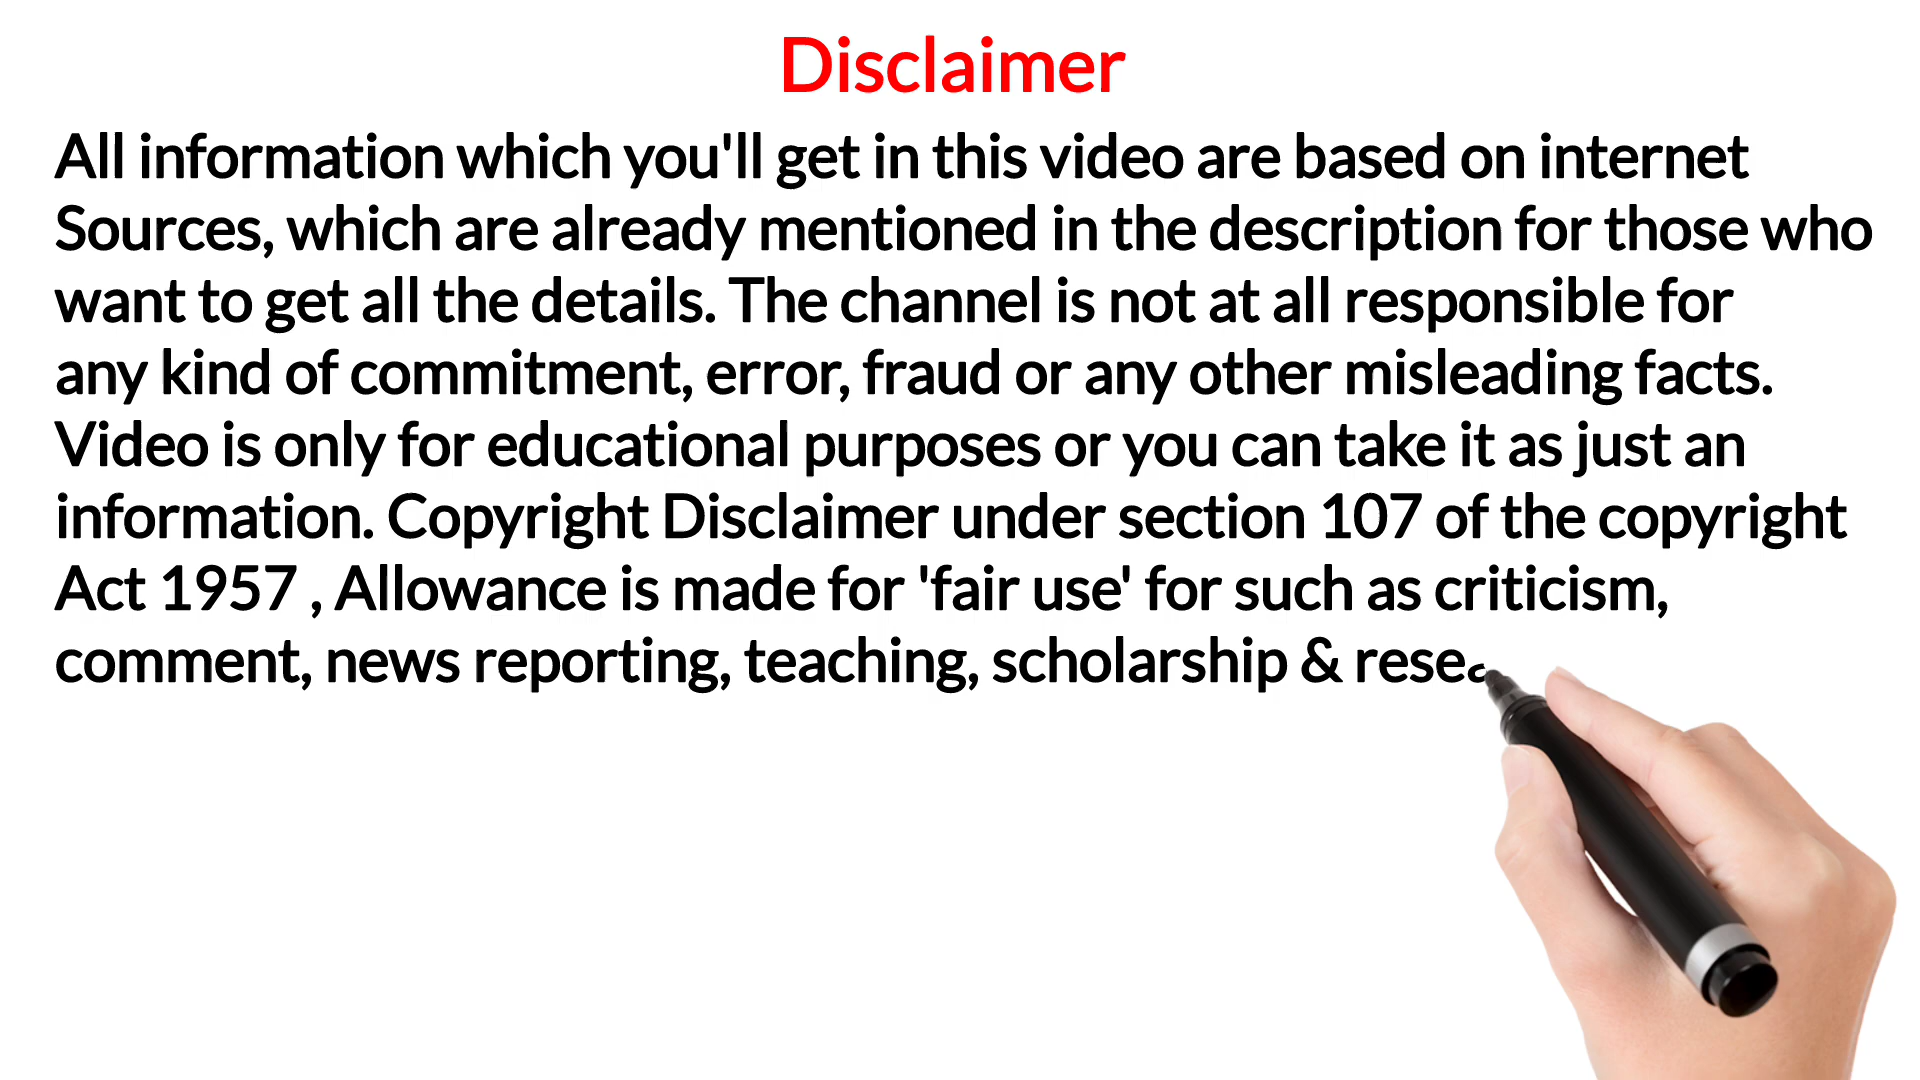 Disclaimer
All information which you'll get in this video are based on internet
Sources, which are already mentioned in the description for those who
want to get all the details. The channel is not at all responsible for
any kind of commitment, error, fraud or any other misleading facts.
Video is only for educational purposes or you can take it as just an
information. Copyright Disclaimer under section 107 of the copyright
Act 1957 , Allowance is made for 'fair use' for such as criticism,
comment, news reporting, teaching, scholarship & resea